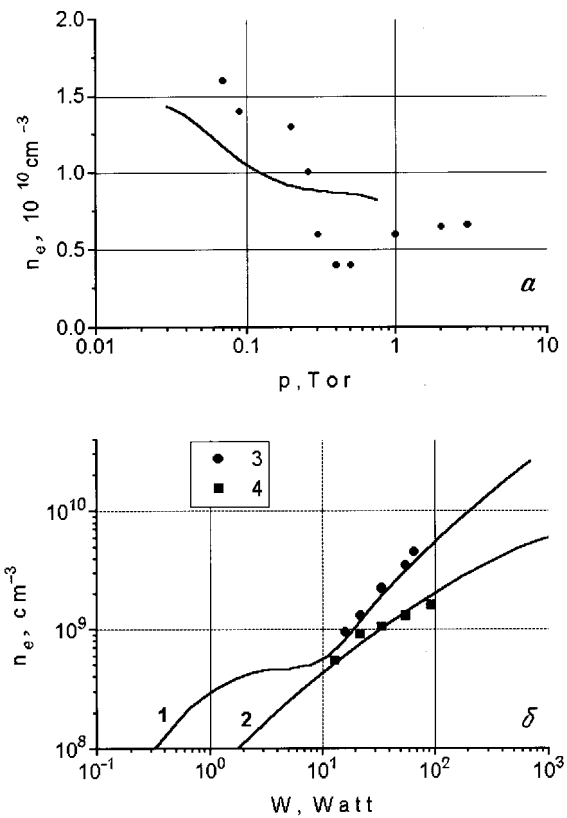 2.0
1.5
1.0
0.5
0.0
n_e, 10^10 cm^-3
а
0.01 0.1 1 10
p, Tor
3
4
10^10
10^9
10^8
n_e, cm^-3
1 2
б
10^-1 10^0 10^1 10^2 10^3
W, Watt